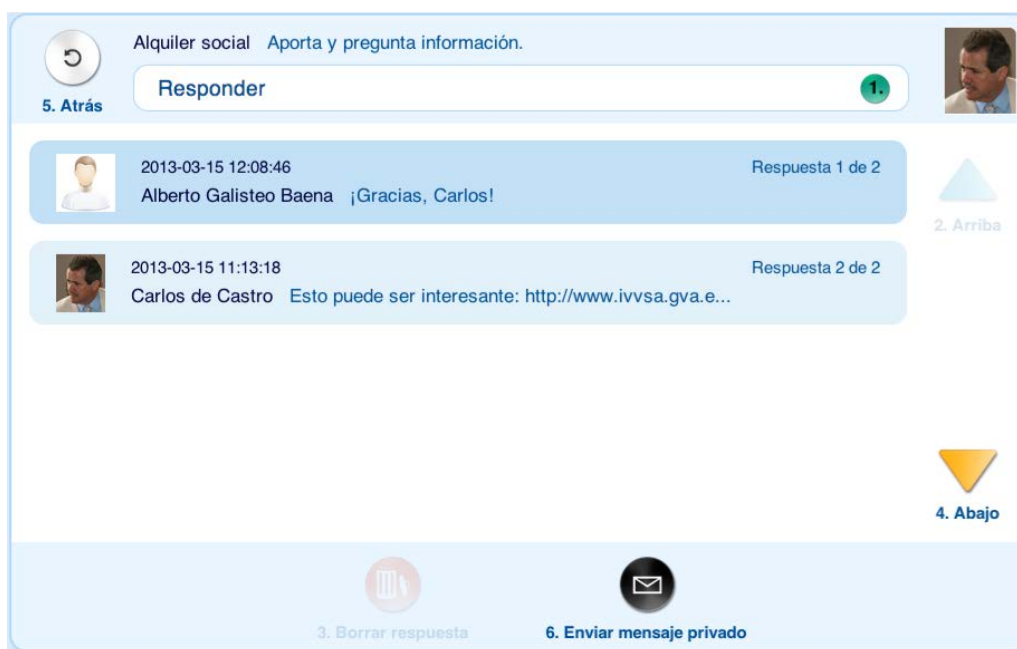 Alquiler social Aporta y pregunta información.
Responder 1.
5. Atrás
2013-03-15 12:08:46 Respuesta 1 de 2
Alberto Galisteo Baena ¡Gracias, Carlos!
2. Arriba
2013-03-15 11:13:18 Respuesta 2 de 2
Carlos de Castro Esto puede ser interesante: http://www.ivvsa.gva.e...
4. Abajo
3. Borrar respuesta 6. Enviar mensaje privado